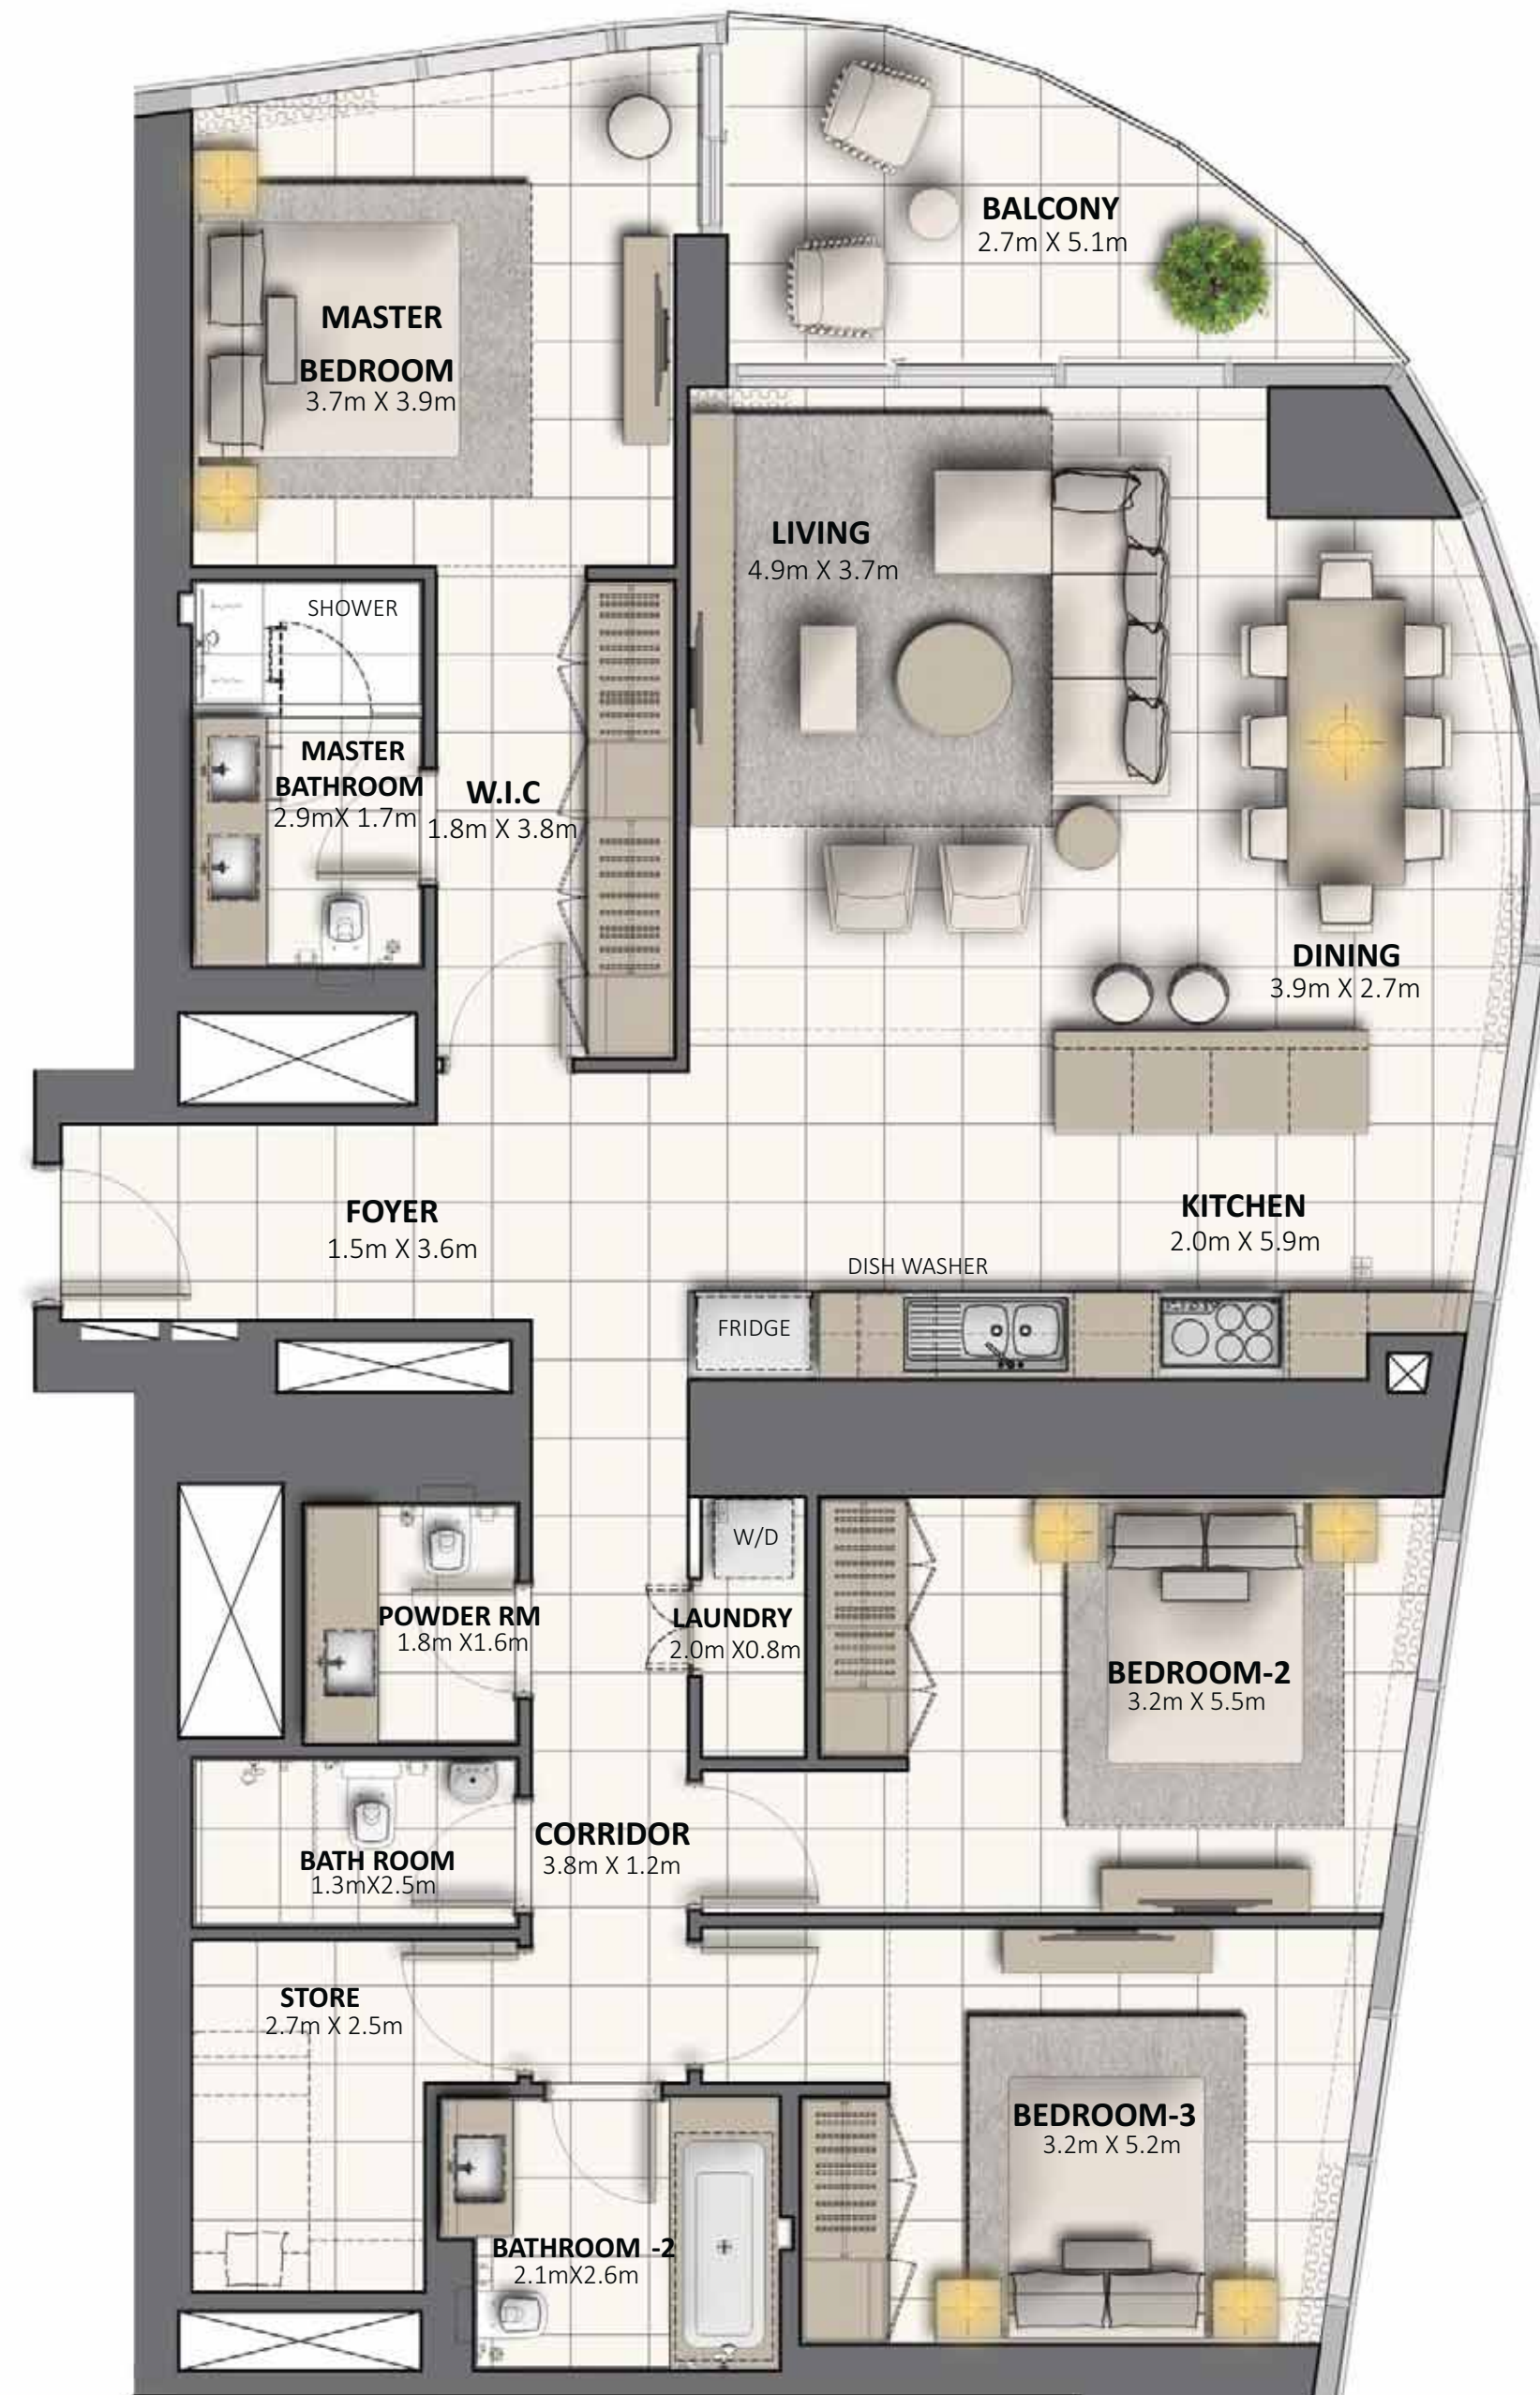 BALCONY
2.7m X 5.1m
MASTER
BEDROOM
3.7m X 3.9m
LIVING
4.9m X 3.7m
SHOWER
MASTER
BATHROOM
2.9mX 1.7m
W.I.C
1.8m X 3.8m
DINING
3.9m X 2.7m
FOYER
1.5m X 3.6m
KITCHEN
2.0m X 5.9m
DISH WASHER
FRIDGE
W/D
POWDER RM
1.8m X1.6m
LAUNDRY
2.0m X0.8m
BEDROOM-2
3.2m X 5.5m
CORRIDOR
3.8m X 1.2m
BATH ROOM
1.3mX2.5m
STORE
2.7m X 2.5m
BEDROOM-3
3.2m X 5.2m
BATHROOM -2
2.1mX2.6m